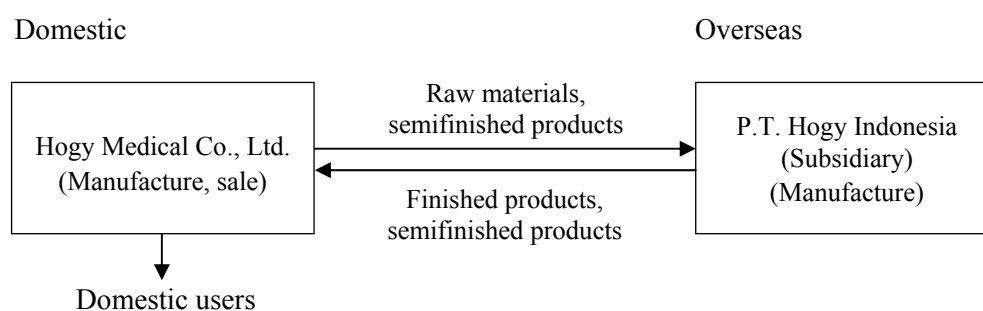 Domestic
Overseas
Hogy Medical Co., Ltd.
(Manufacture, sale)
Raw materials,
semifinished products
Finished products,
semifinished products
P.T. Hogy Indonesia
(Subsidiary)
(Manufacture)
Domestic users